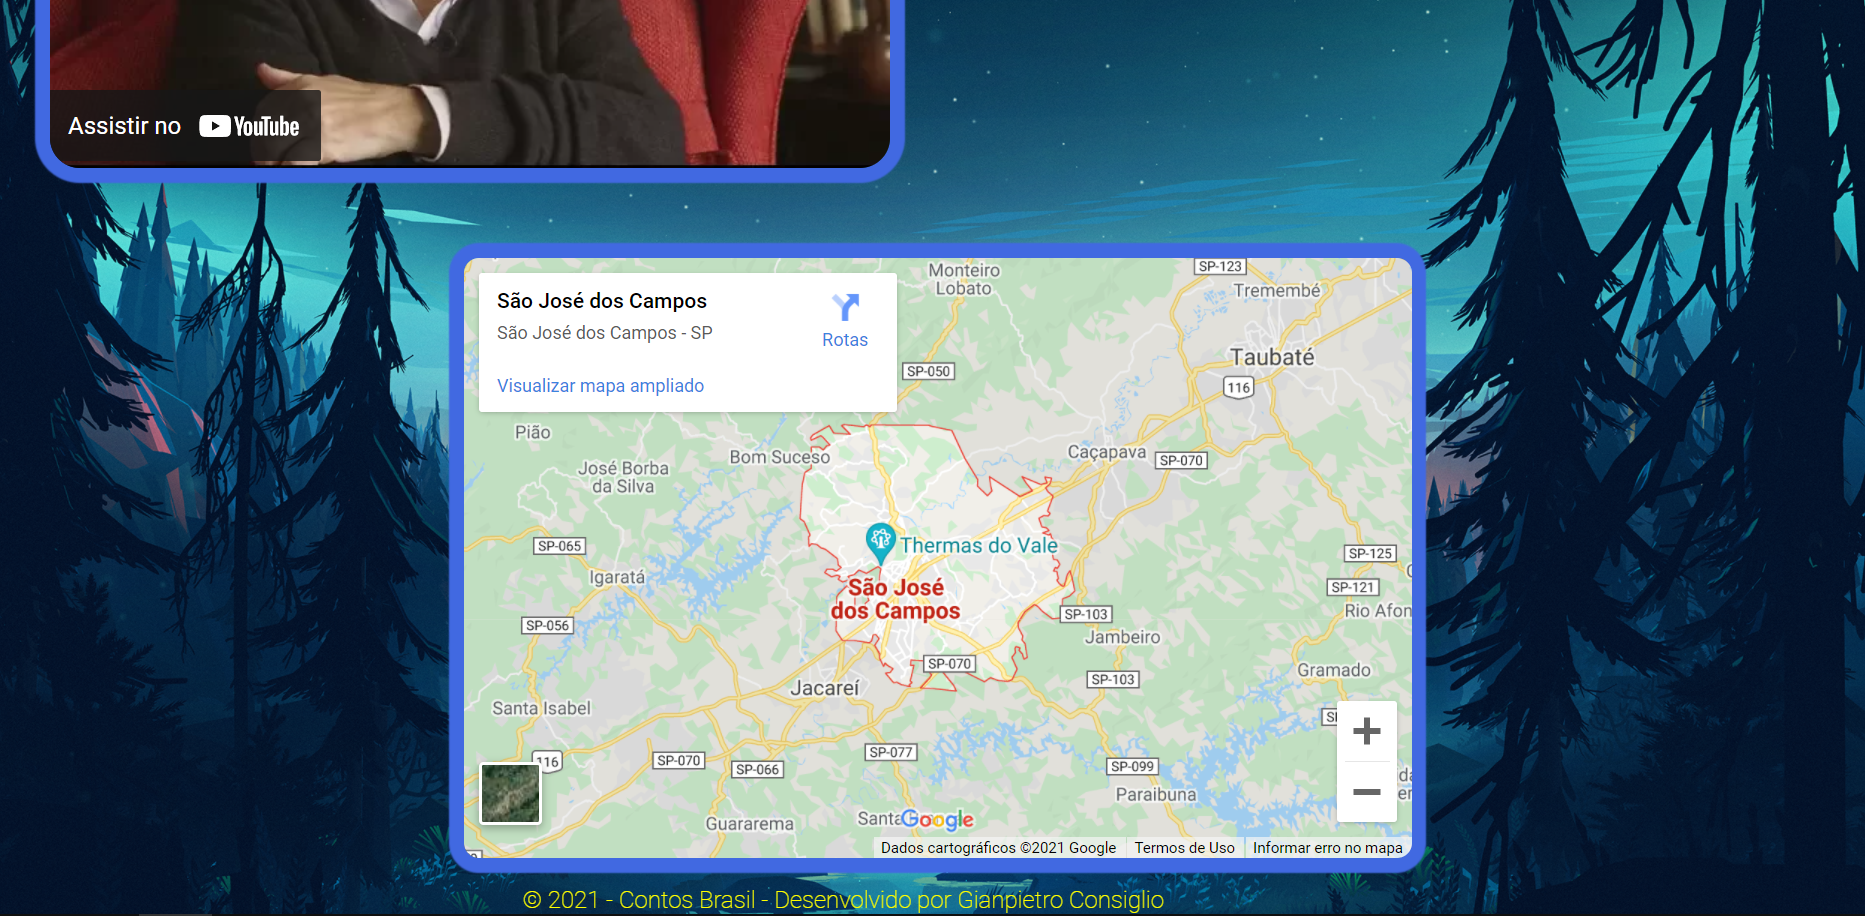 Assistir no YouTube
São José dos Campos
São José dos Campos - SP
Rotas
Visualizar mapa ampliado
Monteiro
Lobato
SP-123
Tremembé
Taubaté
SP-050
116
Pião
Bom Suceso
Caçapava
SP-070
José Borba
da Silva
Thermas do Vale
SP-065
SP-125
Igaratá
São José
dos Campos
SP-121
Rio Afon
SP-056
SP-103
Jambeiro
SP-070
Gramado
SP-103
Jacareí
Santa Isabel
SP-077
116
SP-070
SP-066
SP-099
Paraibuna
Guararema
Santa
Google
Dados cartográficos ©2021 Google
Termos de Uso
Informar erro no mapa
© 2021 - Contos Brasil - Desenvolvido por Gianpietro Consiglio